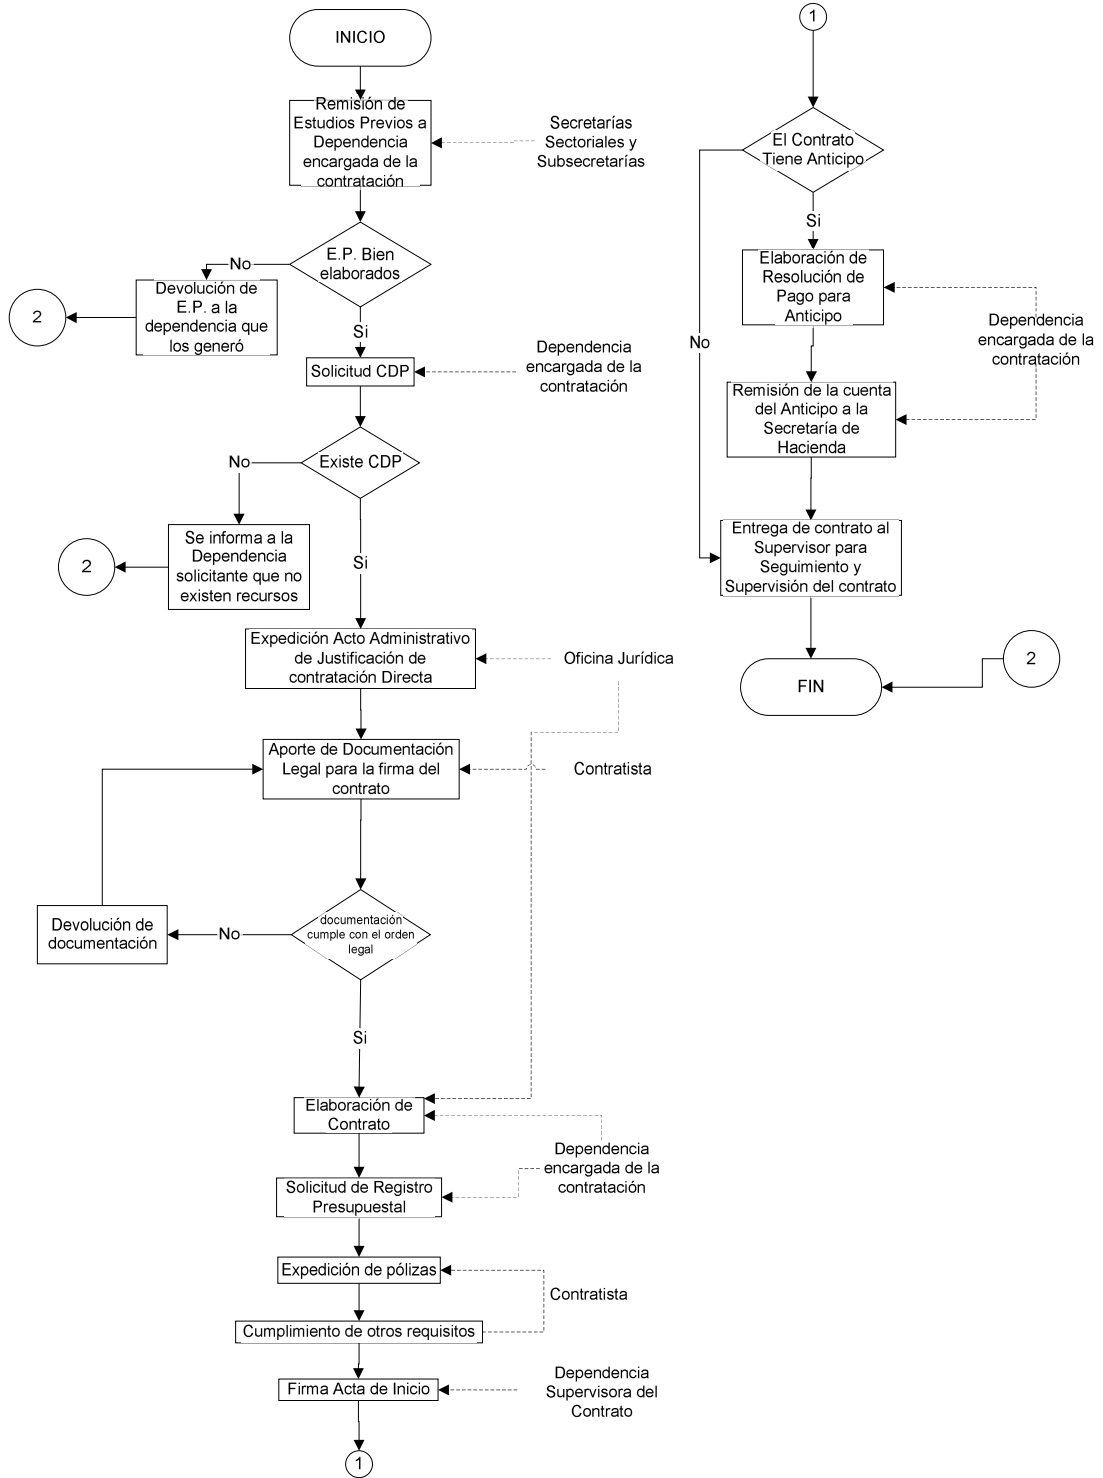 INICIO
Remisión de
Estudios Previos a
Dependencia
encargada de la
contratación
Secretarías
Sectoriales y
Subsecretarías
E.P. Bien
elaborados
No
Devolución de
E.P. a la
dependencia que
los generó
2
Si
Solicitud CDP
Dependencia
encargada de la
contratación
Existe CDP
No
Se informa a la
Dependencia
solicitante que no
existen recursos
2
Si
Expedición Acto Administrativo
de Justificación de
contratación Directa
Oficina Jurídica
Aporte de Documentación
Legal para la firma del
contrato
Contratista
documentación
cumple con el orden
legal
No
Devolución de
documentación
Si
Elaboración de
Contrato
Dependencia
encargada de la
contratación
Solicitud de Registro
Presupuestal
Expedición de pólizas
Contratista
Cumplimiento de otros requisitos
Firma Acta de Inicio
Dependencia
Supervisora del
Contrato
1
1
El Contrato
Tiene Anticipo
Si
No
Elaboración de
Resolución de
Pago para
Anticipo
Dependencia
encargada de la
contratación
Remisión de la cuenta
del Anticipo a la
Secretaría de
Hacienda
Entrega de contrato al
Supervisor para
Seguimiento y
Supervisión del contrato
2
FIN